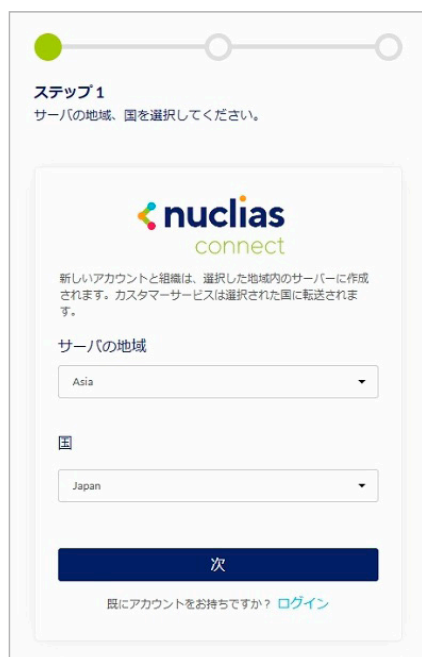 ステップ 1
サーバの地域、国を選択してください。
nuclias
connect
新しいアカウントと組織は、選択した地域内のサーバーに作成
されます。カスタマーサービスは選択された国に転送されま
す。
サーバの地域
Asia
国
Japan
次
既にアカウントをお持ちですか？ ログイン